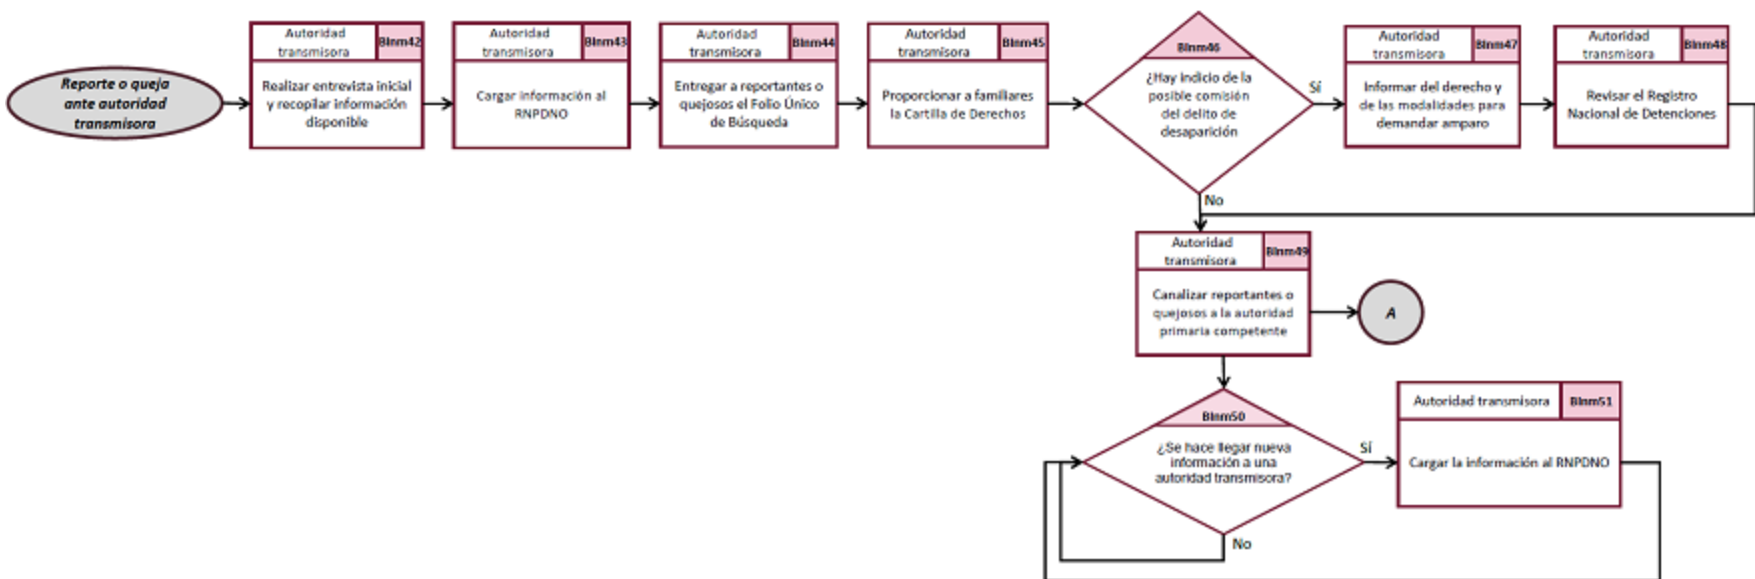 Reporte o queja
ante autoridad
transmisora
Autoridad
transmisora
BInm42
Realizar entrevista inicial
y recopilar información
disponible
Autoridad
transmisora
BInm43
Cargar información al
RNPDNO
Autoridad
transmisora
BInm44
Entregar a reportantes o
quejosos el Folio Único
de Búsqueda
Autoridad
transmisora
BInm45
Proporcionar a familiares
la Cartilla de Derechos
BInm46
¿Hay indicio de la
posible comisión
del delito de
desaparición
Sí
No
Autoridad
transmisora
BInm47
Informar del derecho y
de las modalidades para
demandar amparo
Autoridad
transmisora
BInm48
Revisar el Registro
Nacional de Detenciones
Autoridad
transmisora
BInm49
Canalizar reportantes o
quejosos a la autoridad
primaria competente
A
BInm50
¿Se hace llegar nueva
información a una
autoridad transmisora?
Sí
No
Autoridad transmisora
BInm51
Cargar la información al RNPDNO